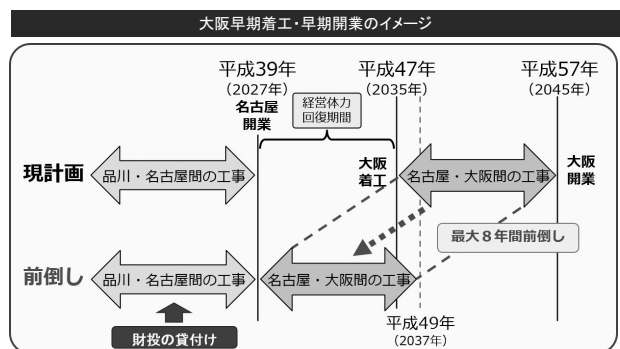 大阪早期着工・早期開業のイメージ
平成39年
（2027年）
名古屋
開業
経営体力
回復期間
平成47年
（2035年）
平成57年
（2045年）
現計画
品川・名古屋間の工事
大阪
着工
名古屋・大阪間の工事
大阪
開業
最大８年間前倒し
前倒し
品川・名古屋間の工事
名古屋・大阪間の工事
財投の貸付け
平成49年
（2037年）